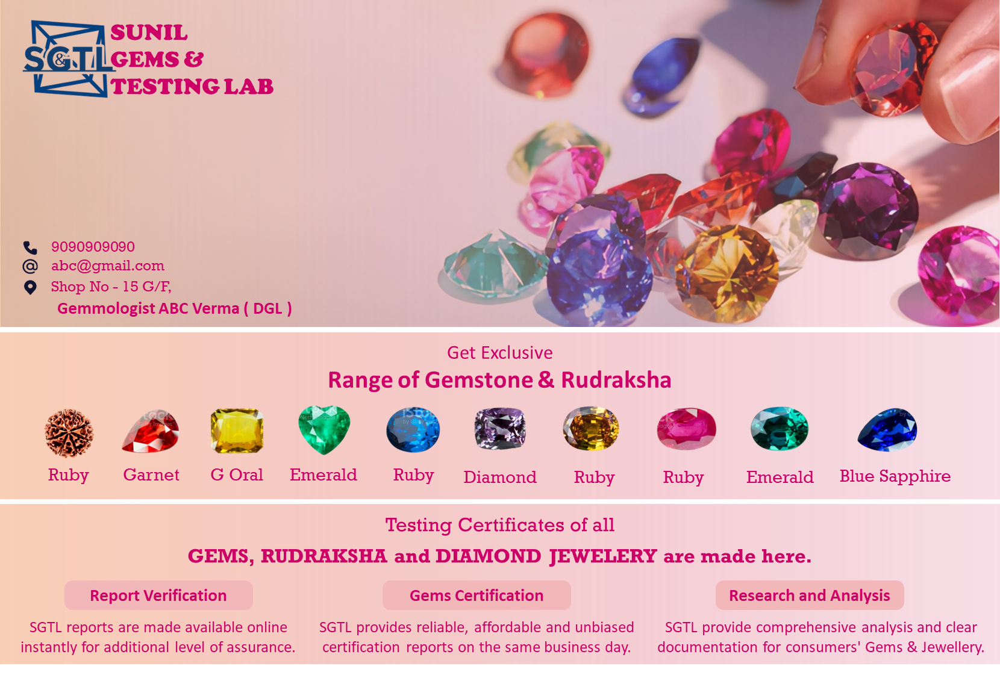 SGTL
&
SUNIL
GEMS &
TESTING LAB
9090909090
abc@gmail.com
Shop No - 15 G/F,
Gemmologist ABC Verma ( DGL )
Get Exclusive
Range of Gemstone & Rudraksha
Ruby Garnet G Oral Emerald Ruby Diamond Ruby Ruby Emerald Blue Sapphire
Testing Certificates of all
GEMS, RUDRAKSHA and DIAMOND JEWELERY are made here.
Report Verification
SGTL reports are made available online
instantly for additional level of assurance.
Gems Certification
SGTL provides reliable, affordable and unbiased
certification reports on the same business day.
Research and Analysis
SGTL provide comprehensive analysis and clear
documentation for consumers' Gems & Jewellery.